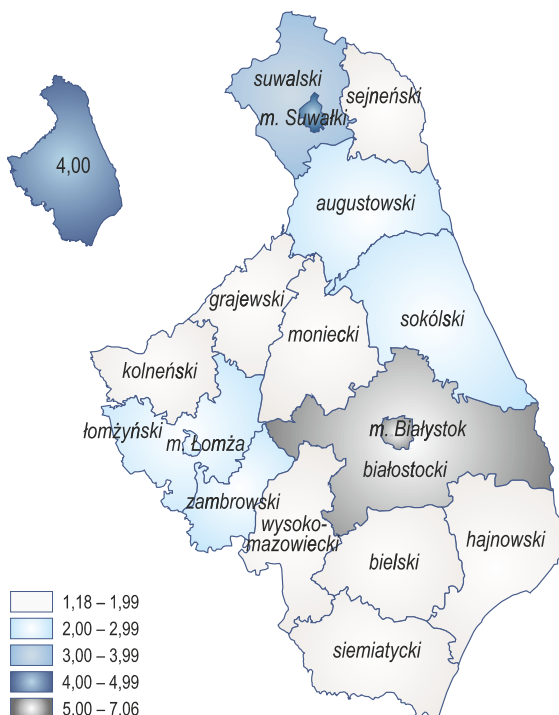 suwalski
sejneński
m. Suwałki
4,00
augustowski
grajewski
sokólski
moniecki
kolneński
łomżyński
m. Łomża
m. Białystok
białostocki
zambrowski
wysoko-
mazowiecki
hajnowski
bielski
siemiatycki
1,18 – 1,99
2,00 – 2,99
3,00 – 3,99
4,00 – 4,99
5,00 – 7,06